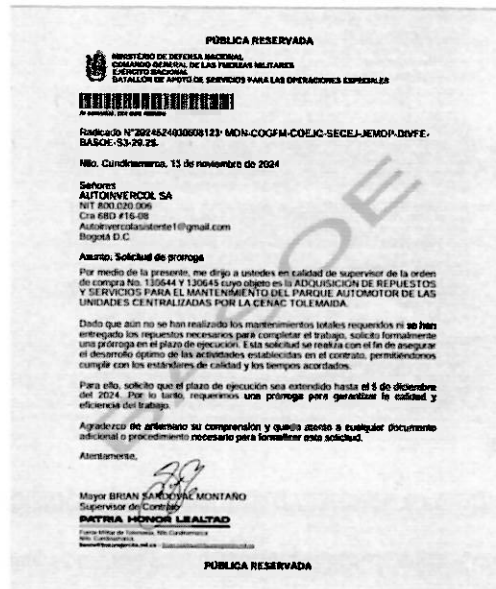 PÚBLICA RESERVADA
MINISTERIO DE DEFENSA NACIONAL
COMANDO GENERAL DE LAS FUERZAS MILITARES
EJÉRCITO NACIONAL
BATALLÓN DE APOYO DE SERVICIOS PARA LAS OPERACIONES ESPECIALES
Radicado N°2024524030608123: MDN-COGFM-COEJC-SECEJ-JEMOP-DIVFE-
BASOE-S3-29.25
Nilo, Cundinamarca, 13 de noviembre de 2024
Señores
AUTOINVERCOL SA
NIT 800.020.006
Cra 68D #16-08
Autoinvercolasistente1@gmail.com
Bogotá D.C
Asunto: Solicitud de prorroga
Por medio de la presente, me dirijo a ustedes en calidad de supervisor de la orden
de compra No. 130644 Y 130645 cuyo objeto es la ADQUISICIÓN DE REPUESTOS
Y SERVICIOS PARA EL MANTENIMIENTO DEL PARQUE AUTOMOTOR DE LAS
UNIDADES CENTRALIZADAS POR LA CENAC TOLEMAIDA.
Dado que aún no se han realizado los mantenimientos totales requeridos ni se han
entregado los repuestos necesarios para completar el trabajo, solicito formalmente
una prórroga en el plazo de ejecución. Esta solicitud se realiza con el fin de asegurar
el desarrollo óptimo de las actividades establecidas en el contrato, permitiéndonos
cumplir con los estándares de calidad y los tiempos acordados.
Para ello, solicito que el plazo de ejecución sea extendido hasta el 6 de diciembre
del 2024. Por lo tanto, requerimos una prórroga para garantizar la calidad y
eficiencia del trabajo.
Agradezco de antemano su comprensión y quedo atento a cualquier documento
adicional o procedimiento necesario para formalizar esta solicitud.
Atentamente,
Mayor BRIAN SANDOVAL MONTAÑO
Supervisor de Contrato
PATRIA HONOR LEALTAD
Fuerte Militar de Tolemaida, Nilo Cundinamarca
Nilo, Cundinamarca
PÚBLICA RESERVADA